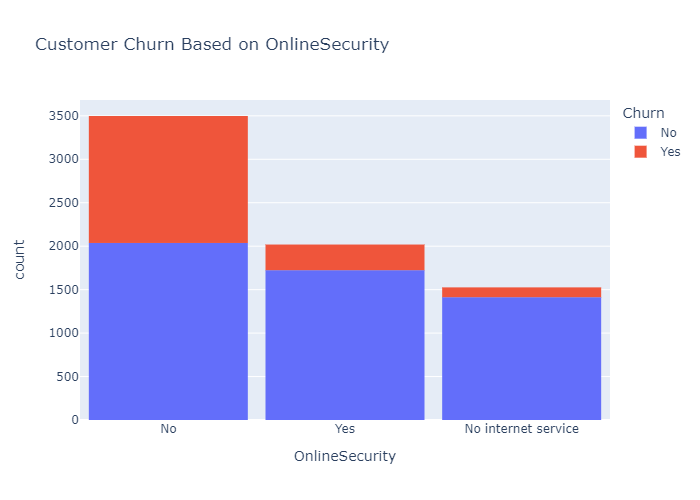 Customer Churn Based on OnlineSecurity
Churn
No
Yes
3500
3000
2500
2000
1500
1000
500
0
count
No
Yes
No internet service
OnlineSecurity